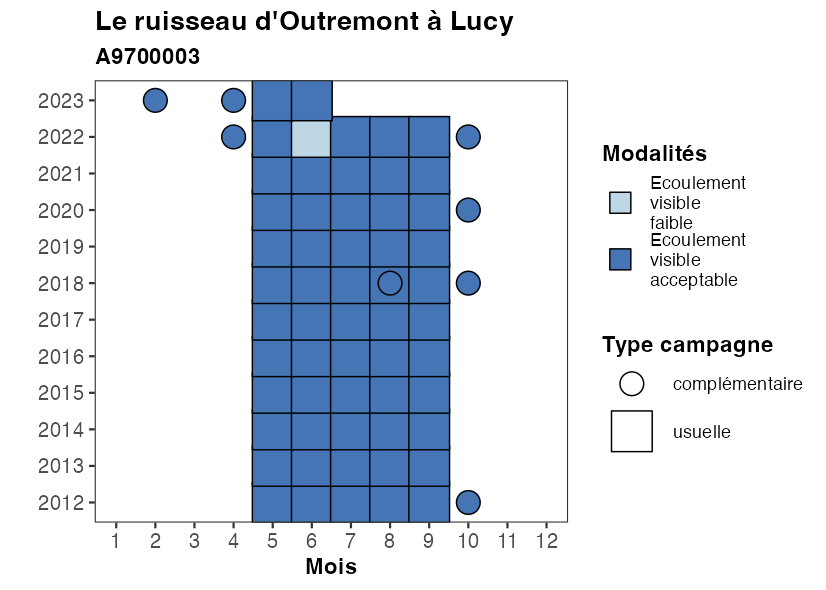 Le ruisseau d'Outremont à Lucy
A9700003
2023
2022
2021
2020
2019
2018
2017
2016
2015
2014
2013
2012
1 2 3 4 5 6 7 8 9 10 11 12
Mois
Modalités
Ecoulement
visible
faible
Ecoulement
visible
acceptable
Type campagne
complémentaire
usuelle